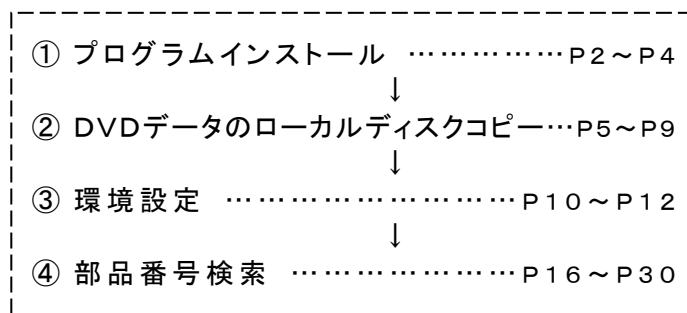 ① プログラムインストール ……………P2～P4
↓
② DVDデータのローカルディスクコピー…P5～P9
↓
③ 環境設定 ………………………P10～P12
↓
④ 部品番号検索 …………………P16～P30